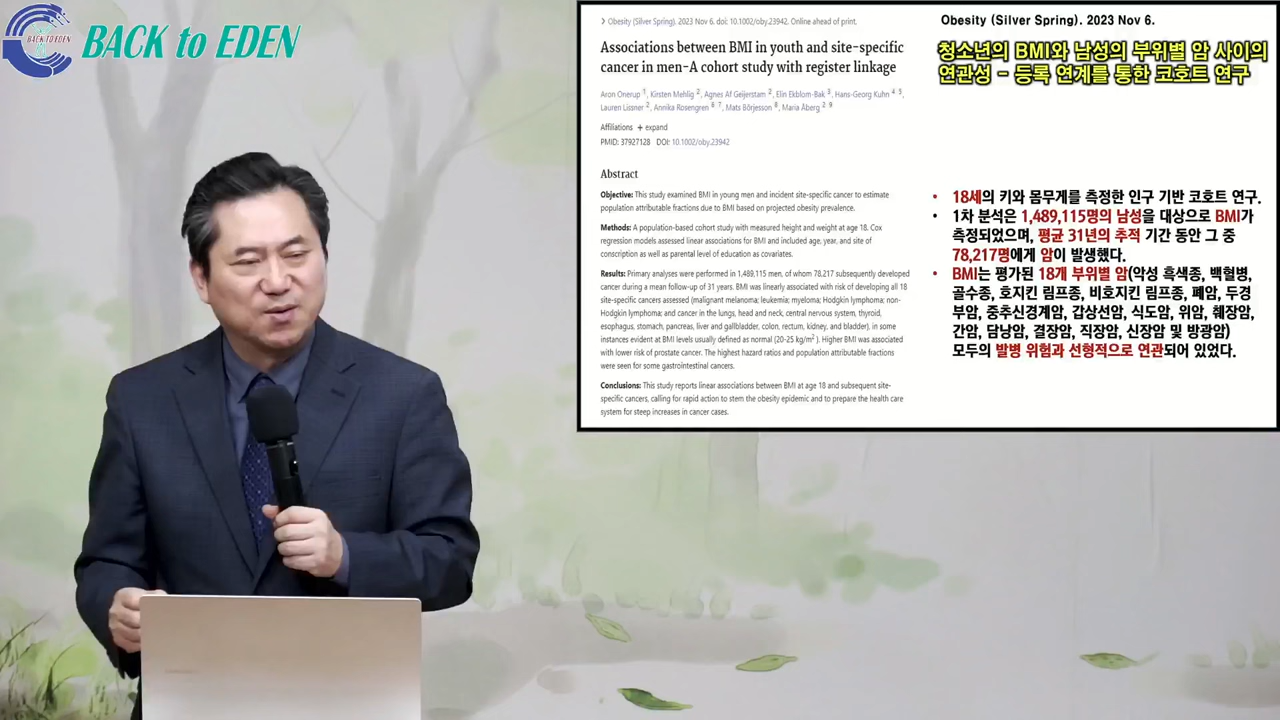 BACK TO EDEN
BACK to EDEN
Obesity (Silver Spring). 2023 Nov 6. doi: 10.1002/oby.23942. Online ahead of print.
Associations between BMI in youth and site-specific
cancer in men-A cohort study with register linkage
Aron Onerup 1, Kirsten Mehlig 2, Agnes Af Geijerstam 2, Elin Ekblom-Bak 3, Hans-Georg Kuhn 4 5,
Lauren Lissner 2, Annika Rosengren 6 7, Mats Börjesson 8, Maria Åberg 2 9
Affiliations + expand
PMID: 37927128 DOI: 10.1002/oby.23942
Abstract
Objective: This study examined BMI in young men and incident site-specific cancer to estimate
population attributable fractions due to BMI based on projected obesity prevalence.
Methods: A population-based cohort study with measured height and weight at age 18. Cox
regression models assessed linear associations for BMI and included age, year, and site of
conscription as well as parental level of education as covariates.
Results: Primary analyses were performed in 1,489,115 men, of whom 78,217 subsequently developed
cancer during a mean follow-up of 31 years. BMI was linearly associated with risk of developing all 18
site-specific cancers assessed (malignant melanoma; leukemia; myeloma; Hodgkin lymphoma; non-
Hodgkin lymphoma; and cancer in the lungs, head and neck, central nervous system, thyroid,
esophagus, stomach, pancreas, liver and gallbladder, colon, rectum, kidney, and bladder), in some
instances evident at BMI levels usually defined as normal (20-25 kg/m2). Higher BMI was associated
with lower risk of prostate cancer. The highest hazard ratios and population attributable fractions
were seen for some gastrointestinal cancers.
Conclusions: This study reports linear associations between BMI at age 18 and subsequent site-
specific cancers, calling for rapid action to stem the obesity epidemic and to prepare the health care
system for steep increases in cancer cases.
Obesity (Silver Spring). 2023 Nov 6.
청소년의 BMI와 남성의 부위별 암 사이의
연관성 - 등록 연계를 통한 코호트 연구
• 18세의 키와 몸무게를 측정한 인구 기반 코호트 연구.
• 1차 분석은 1,489,115명의 남성을 대상으로 BMI가
측정되었으며, 평균 31년의 추적 기간 동안 그 중
78,217명에게 암이 발생했다.
• BMI는 평가된 18개 부위별 암(악성 흑색종, 백혈병,
골수종, 호지킨 림프종, 비호지킨 림프종, 폐암, 두경
부암, 중추신경계암, 갑상선암, 식도암, 위암, 췌장암,
간암, 담낭암, 결장암, 직장암, 신장암 및 방광암)
모두의 발병 위험과 선형적으로 연관되어 있었다.